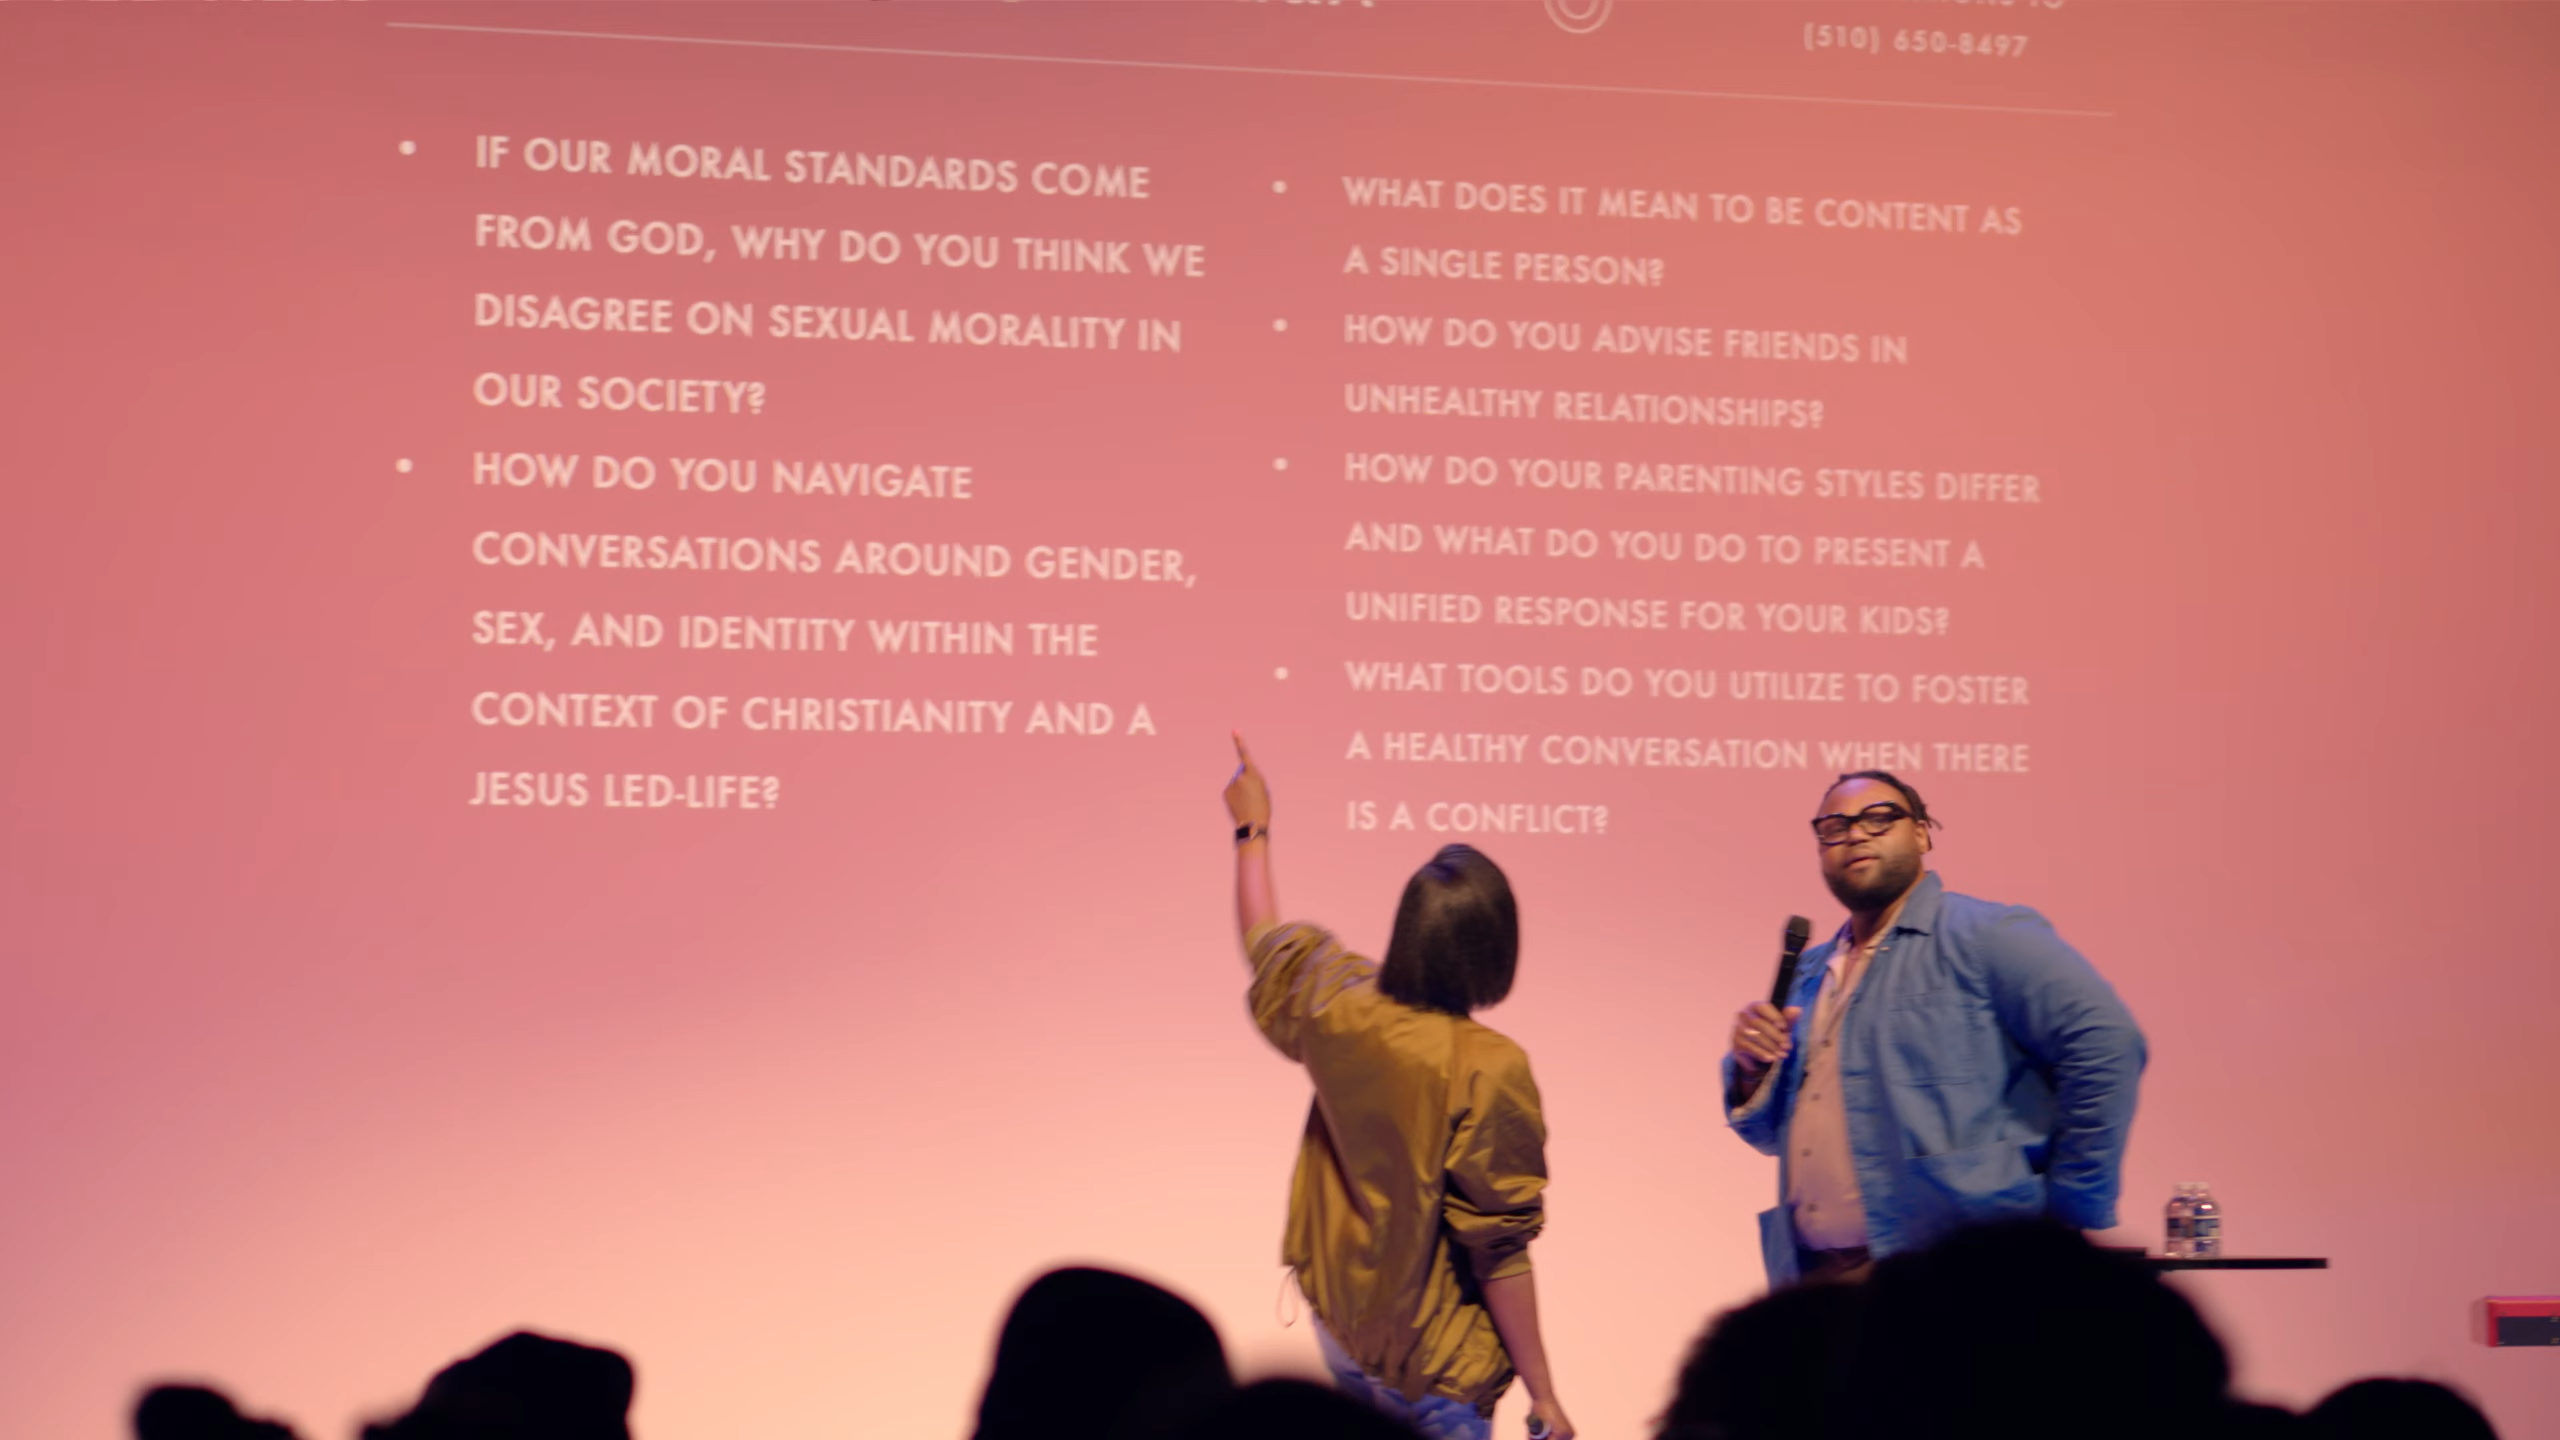 (510) 650-8497
• IF OUR MORAL STANDARDS COME
FROM GOD, WHY DO YOU THINK WE
DISAGREE ON SEXUAL MORALITY IN
OUR SOCIETY?
• HOW DO YOU NAVIGATE
CONVERSATIONS AROUND GENDER,
SEX, AND IDENTITY WITHIN THE
CONTEXT OF CHRISTIANITY AND A
JESUS LED-LIFE?
• WHAT DOES IT MEAN TO BE CONTENT AS
A SINGLE PERSON?
• HOW DO YOU ADVISE FRIENDS IN
UNHEALTHY RELATIONSHIPS?
• HOW DO YOUR PARENTING STYLES DIFFER
AND WHAT DO YOU DO TO PRESENT A
UNIFIED RESPONSE FOR YOUR KIDS?
• WHAT TOOLS DO YOU UTILIZE TO FOSTER
A HEALTHY CONVERSATION WHEN THERE
IS A CONFLICT?